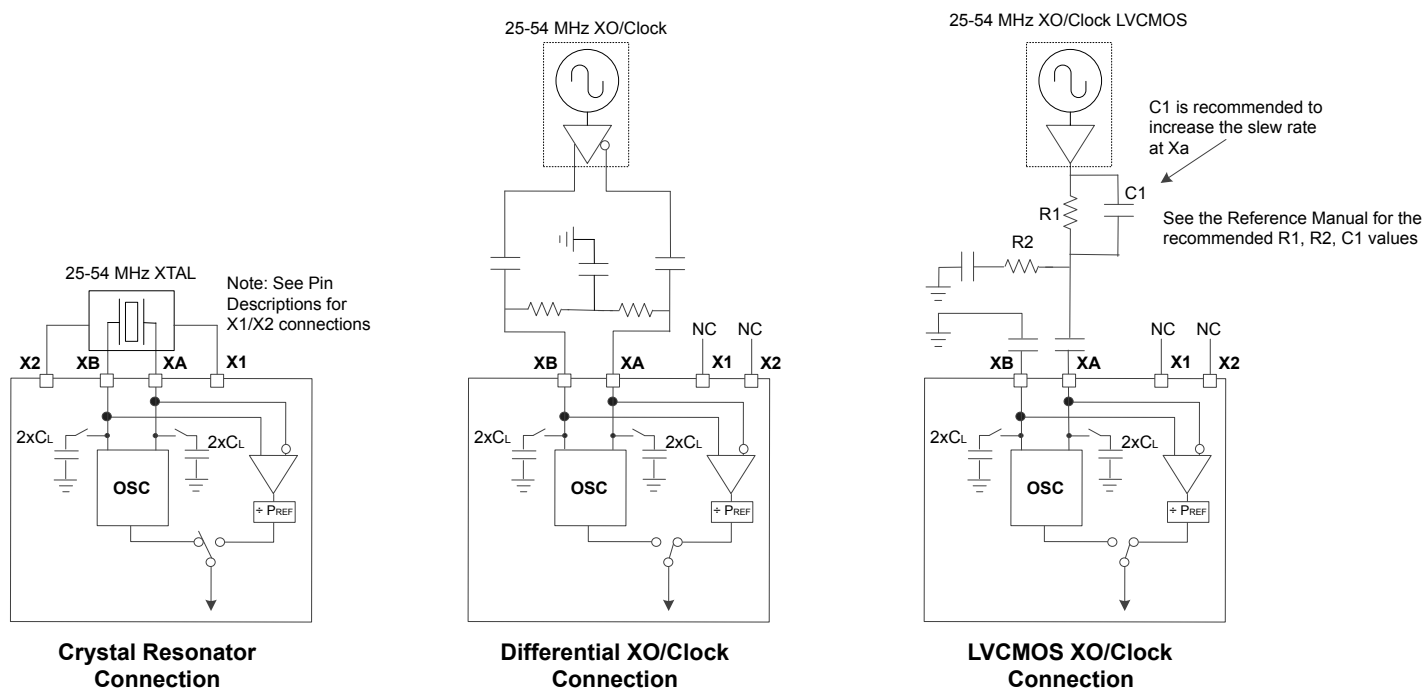 25-54 MHz XTAL
Note: See Pin
Descriptions for
X1/X2 connections
X2
XB
XA
X1
2xCL
2xCL
OSC
÷ PREF
Crystal Resonator
Connection
25-54 MHz XO/Clock
NC
NC
XB
XA
X1
X2
2xCL
2xCL
OSC
÷ PREF
Differential XO/Clock
Connection
25-54 MHz XO/Clock LVCMOS
C1 is recommended to
increase the slew rate
at Xa
C1
R1
See the Reference Manual for the
recommended R1, R2, C1 values
R2
NC
NC
XB
XA
X1
X2
2xCL
2xCL
OSC
÷ PREF
LVCMOS XO/Clock
Connection